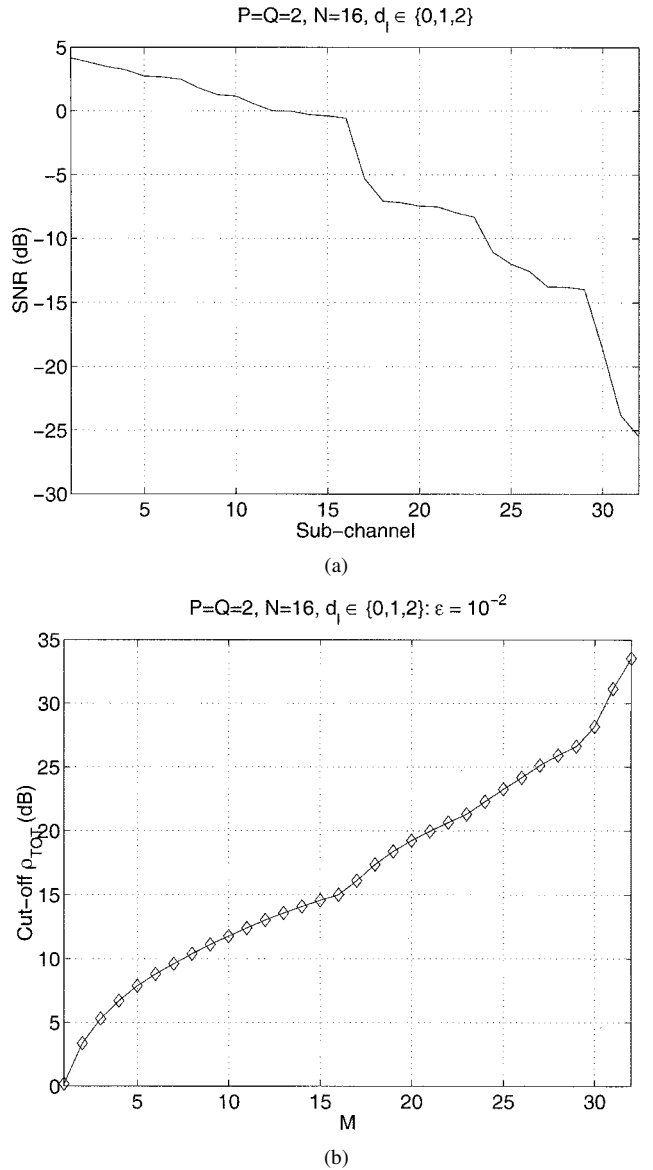 P=Q=2, N=16, d_l ∈ {0,1,2}
5
0
−5
−10
−15
−20
−25
−30
SNR (dB)
5 10 15 20 25 30
Sub−channel
(a)
P=Q=2, N=16, d_l ∈ {0,1,2}: ε = 10^{−2}
35
30
25
20
15
10
5
0
Cut−off ρ_TOT (dB)
5 10 15 20 25 30
M
(b)